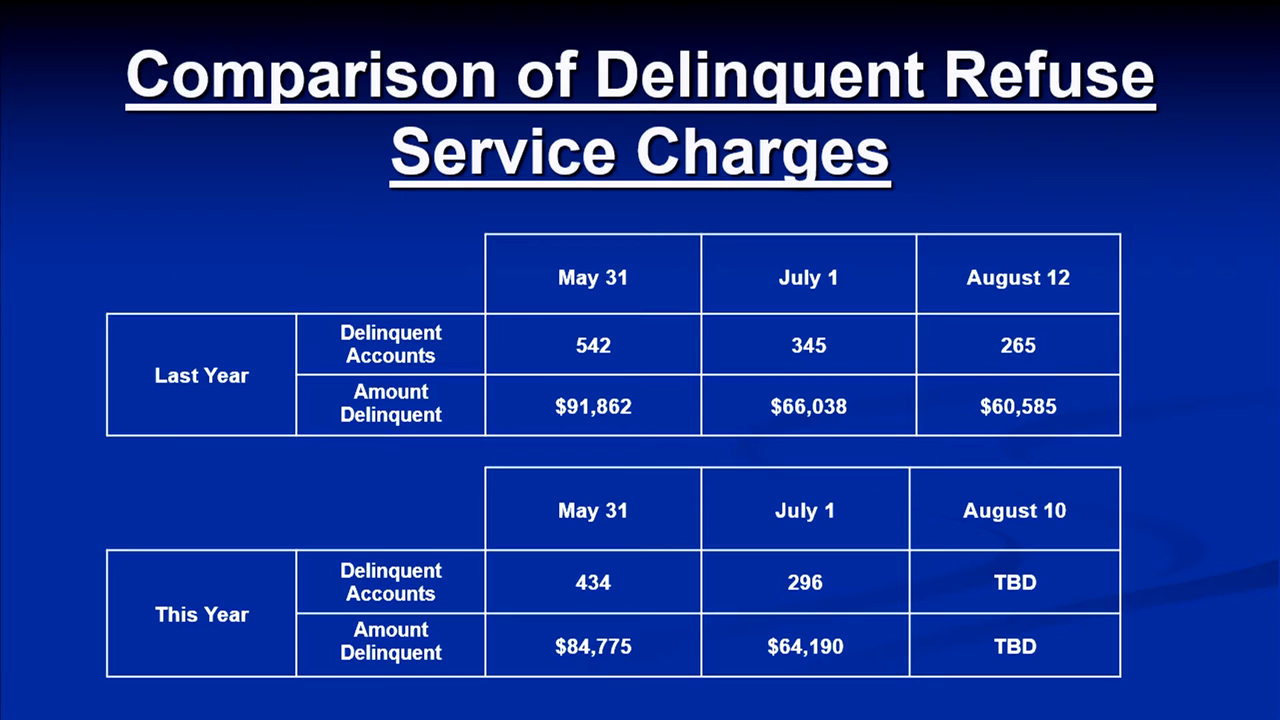 Comparison of Delinquent Refuse
Service Charges
May 31
July 1
August 12
Last Year
Delinquent
Accounts
542
345
265
Amount
Delinquent
$91,862
$66,038
$60,585
May 31
July 1
August 10
This Year
Delinquent
Accounts
434
296
TBD
Amount
Delinquent
$84,775
$64,190
TBD